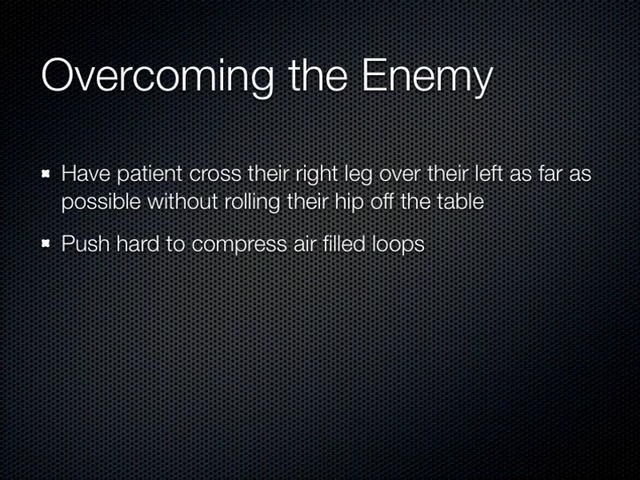 Overcoming the Enemy
Have patient cross their right leg over their left as far as
possible without rolling their hip off the table
Push hard to compress air filled loops